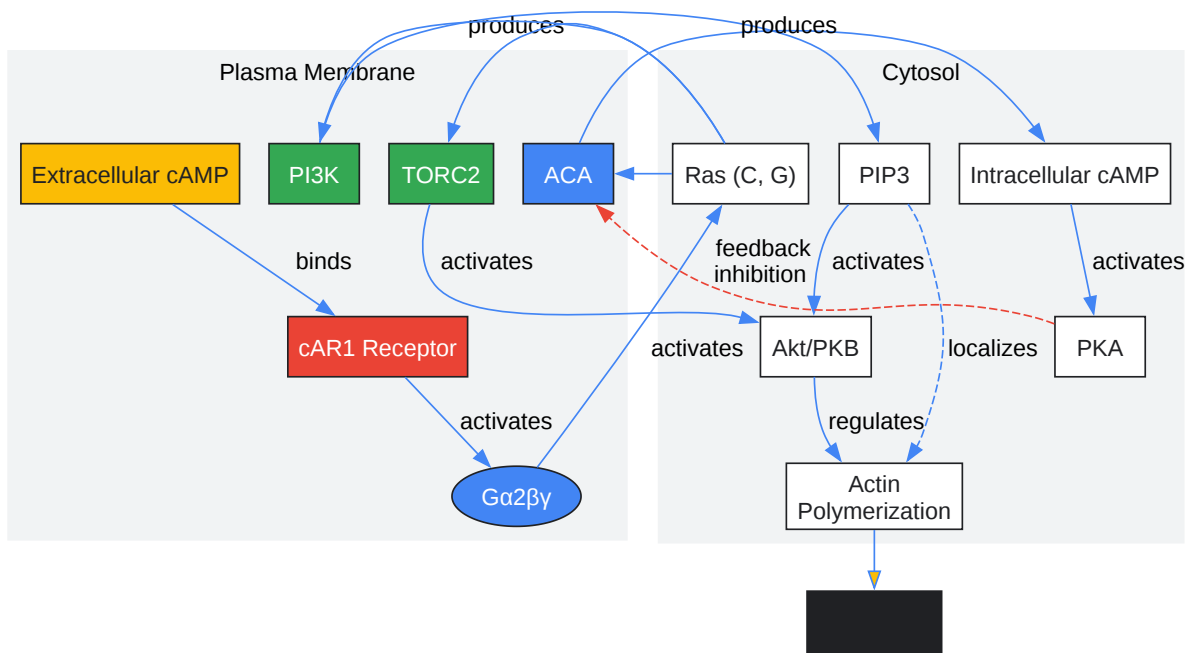 produces
produces
Plasma Membrane
Cytosol
Extracellular cAMP
PI3K
TORC2
ACA
Ras (C, G)
PIP3
Intracellular cAMP
binds
activates
feedback
inhibition
activates
activates
cAR1 Receptor
activates
Akt/PKB
localizes
PKA
activates
regulates
Gα2βγ
Actin
Polymerization